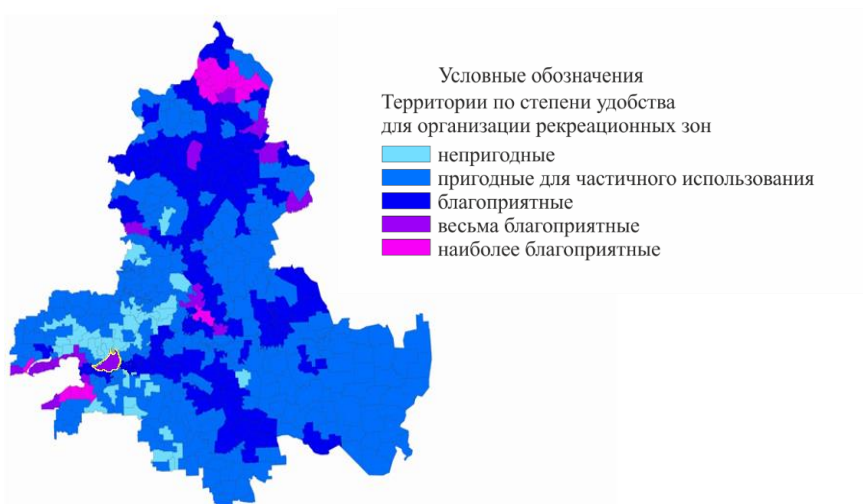 Условные обозначения
Территории по степени удобства
для организации рекреационных зон
непригодные
пригодные для частичного использования
благоприятные
весьма благоприятные
наиболее благоприятные